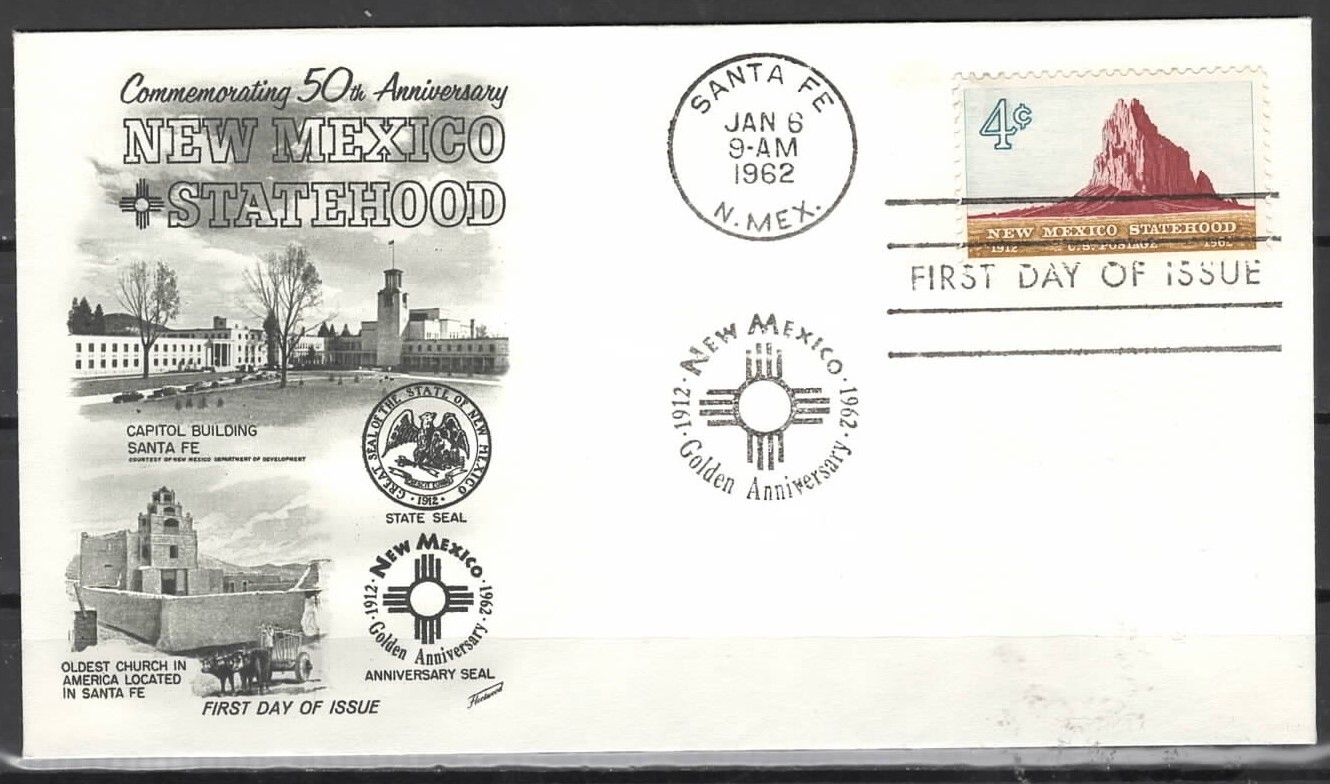 Commemorating 50th Anniversary
NEW MEXICO
STATEHOOD
CAPITOL BUILDING
SANTA FE
COURTESY OF NEW MEXICO DEPARTMENT OF DEVELOPMENT
GREAT SEAL OF THE STATE OF NEW MEXICO
· 1912 ·
STATE SEAL
NEW MEXICO
· 1912 · · 1962 ·
Golden Anniversary
ANNIVERSARY SEAL
OLDEST CHURCH IN
AMERICA LOCATED
IN SANTA FE
FIRST DAY OF ISSUE
Fleetwood
SANTA FE
JAN 6
9-AM
1962
N. MEX.
NEW MEXICO
· 1912 · · 1962 ·
Golden Anniversary
4¢
NEW MEXICO STATEHOOD
1912 U.S. POSTAGE 1962
FIRST DAY OF ISSUE